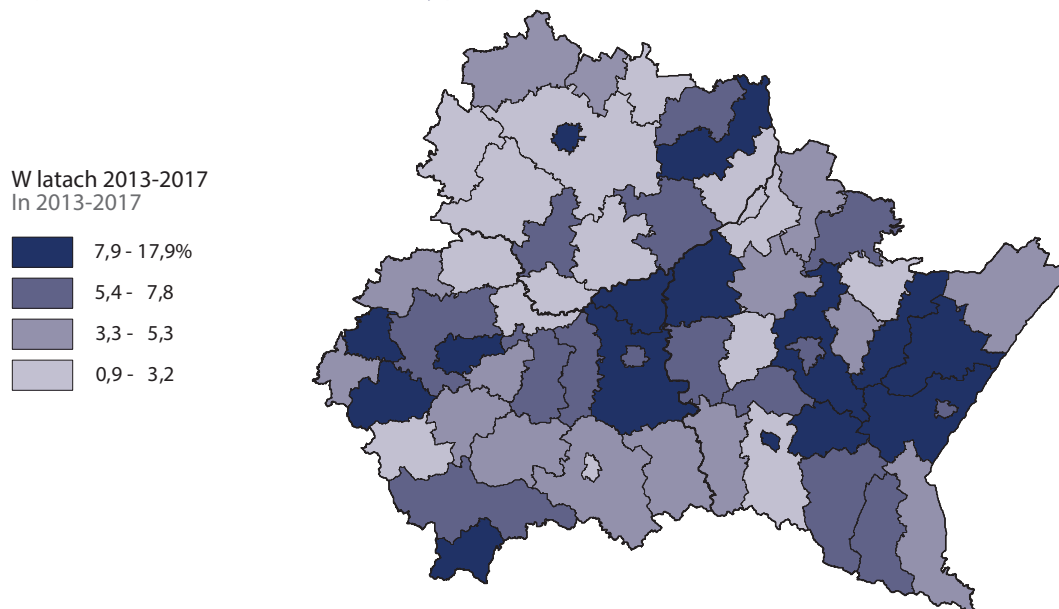 W latach 2013-2017
In 2013-2017
7,9 - 17,9%
5,4 - 7,8
3,3 - 5,3
0,9 - 3,2